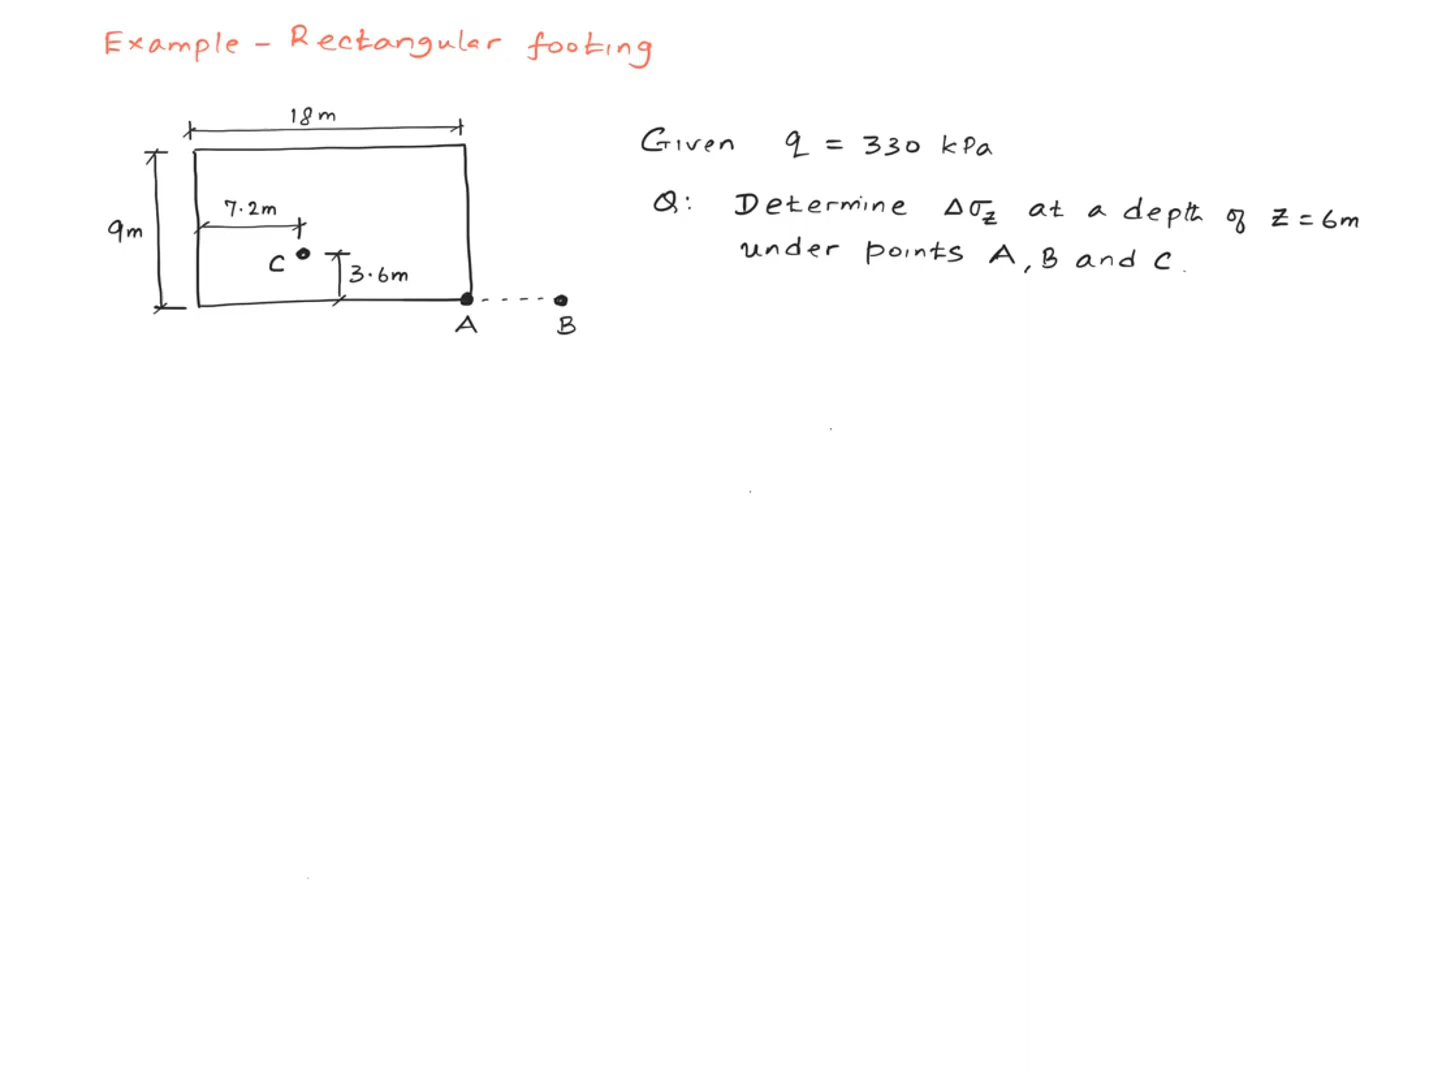 Example - Rectangular footing
18m
Given q = 330 kPa
7.2m
Q: Determine Δσz at a depth of z = 6m
9m
under points A, B and C.
C
3.6m
A
B